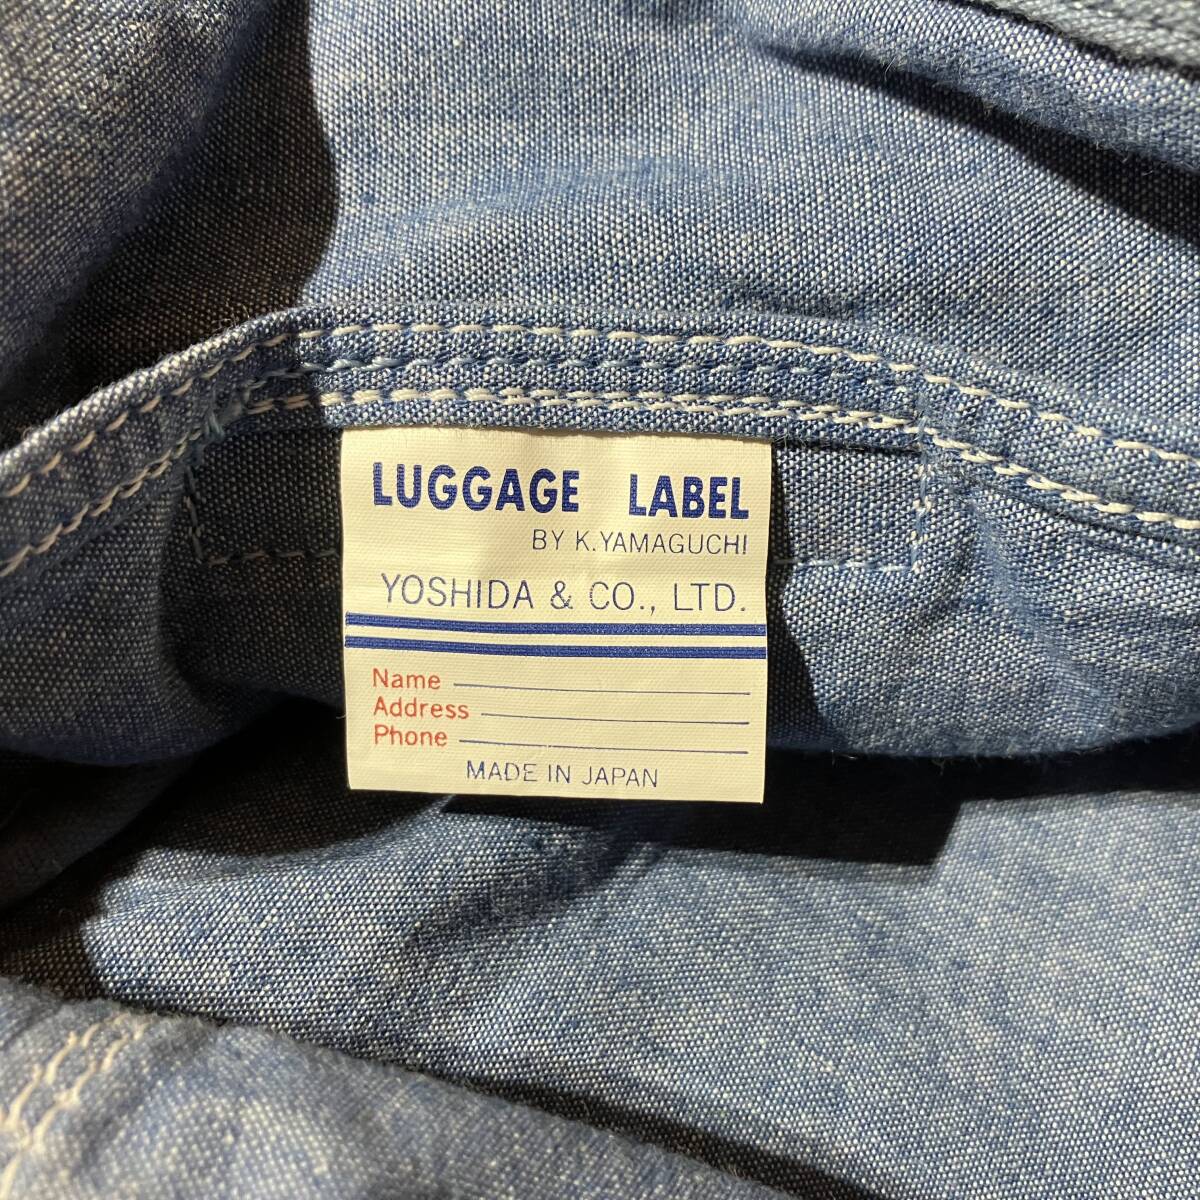 LUGGAGE LABEL
BY K.YAMAGUCHI
YOSHIDA & CO., LTD.
Name
Address
Phone
MADE IN JAPAN